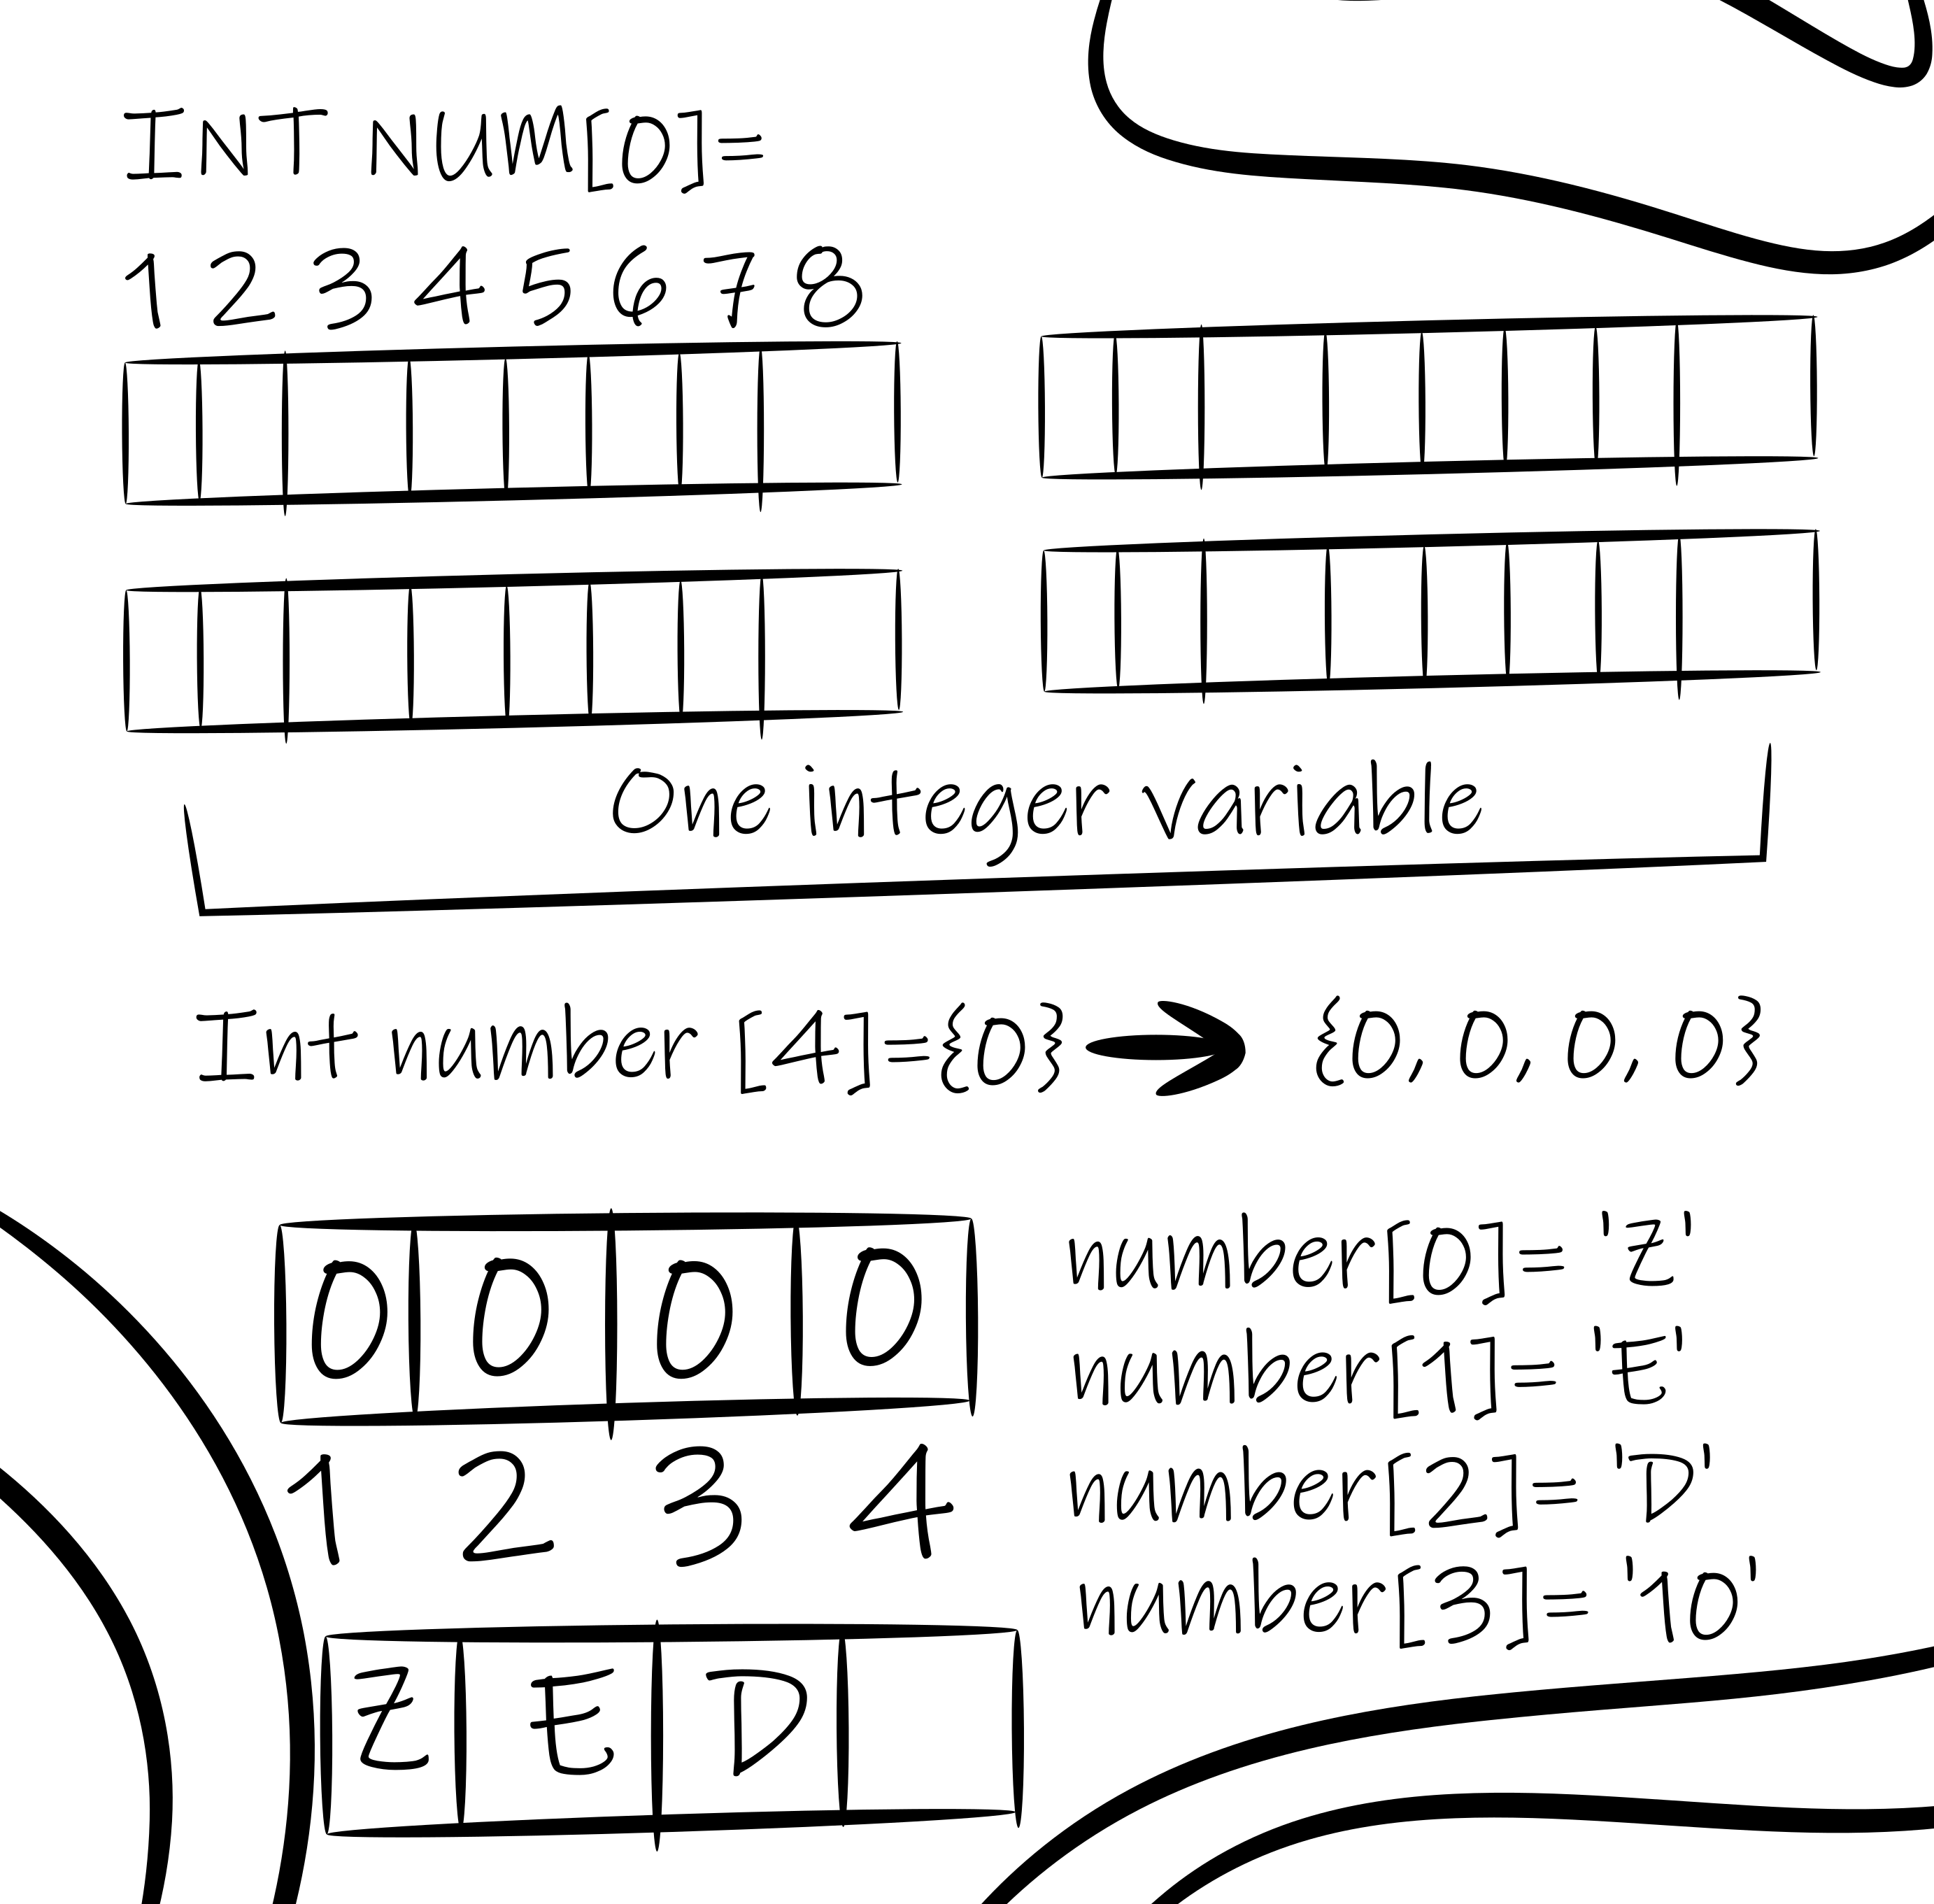 INT NUM[0]=
1 2 3 4 5 6 7 8
One integer variable
Int number [4]={0} → {0, 0, 0, 0}
0 0 0 0
1 2 3 4
number[0]= 'Z'
number[1]= 'E'
number[2]= 'D'
number[3]= '10'
Z E D